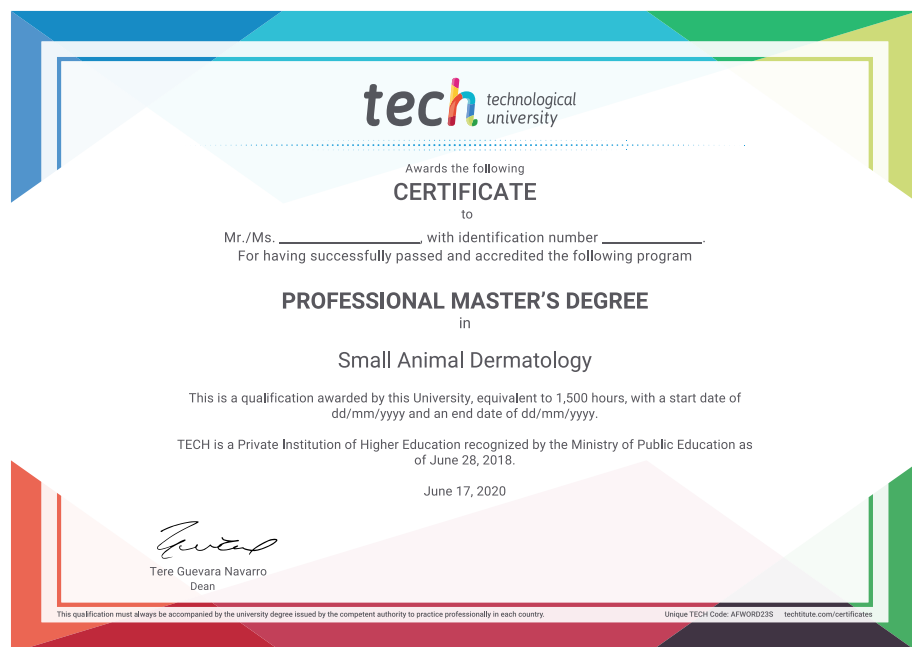 tech technological
university
Awards the following
CERTIFICATE
to
Mr./Ms. ____________________, with identification number ______________.
For having successfully passed and accredited the following program
PROFESSIONAL MASTER'S DEGREE
in
Small Animal Dermatology
This is a qualification awarded by this University, equivalent to 1,500 hours, with a start date of
dd/mm/yyyy and an end date of dd/mm/yyyy.
TECH is a Private Institution of Higher Education recognized by the Ministry of Public Education as
of June 28, 2018.
June 17, 2020
Tere Guevara Navarro
Dean
This qualification must always be accompanied by the university degree issued by the competent authority to practice professionally in each country. Unique TECH Code: AFWORD23S techtitute.com/certificates